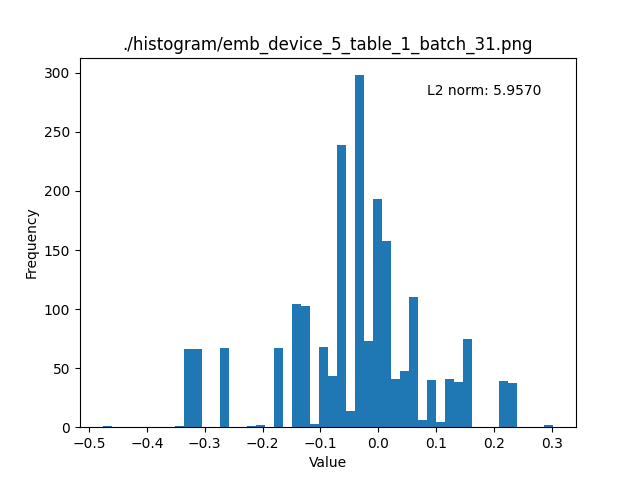 ./histogram/emb_device_5_table_1_batch_31.png
L2 norm: 5.9570
300
250
200
150
100
50
0
Frequency
−0.5 −0.4 −0.3 −0.2 −0.1 0.0 0.1 0.2 0.3
Value